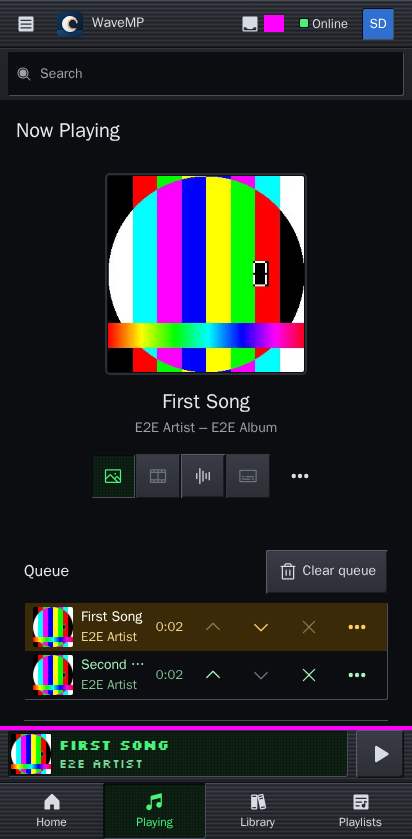 WaveMP
Online
SD
Search
Now Playing
First Song
E2E Artist – E2E Album
Queue
Clear queue
First Song
E2E Artist
0:02
Second ···
E2E Artist
0:02
FIRST SONG
E2E ARTIST
Home
Playing
Library
Playlists